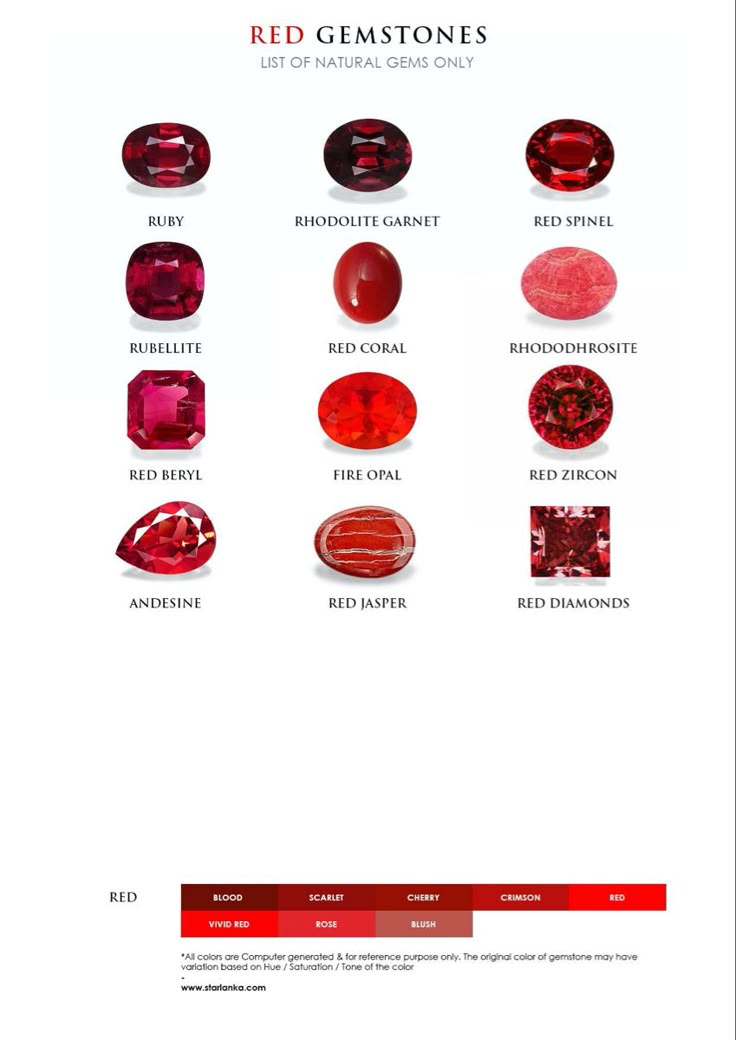 RED GEMSTONES
LIST OF NATURAL GEMS ONLY
RUBY
RHODOLITE GARNET
RED SPINEL
RUBELLITE
RED CORAL
RHODODHROSITE
RED BERYL
FIRE OPAL
RED ZIRCON
ANDESINE
RED JASPER
RED DIAMONDS
RED
BLOOD
SCARLET
CHERRY
CRIMSON
RED
VIVID RED
ROSE
BLUSH
*All colors are Computer generated & for reference purpose only. The original color of gemstone may have
variation based on Hue / Saturation / Tone of the color
-
www.starlanka.com